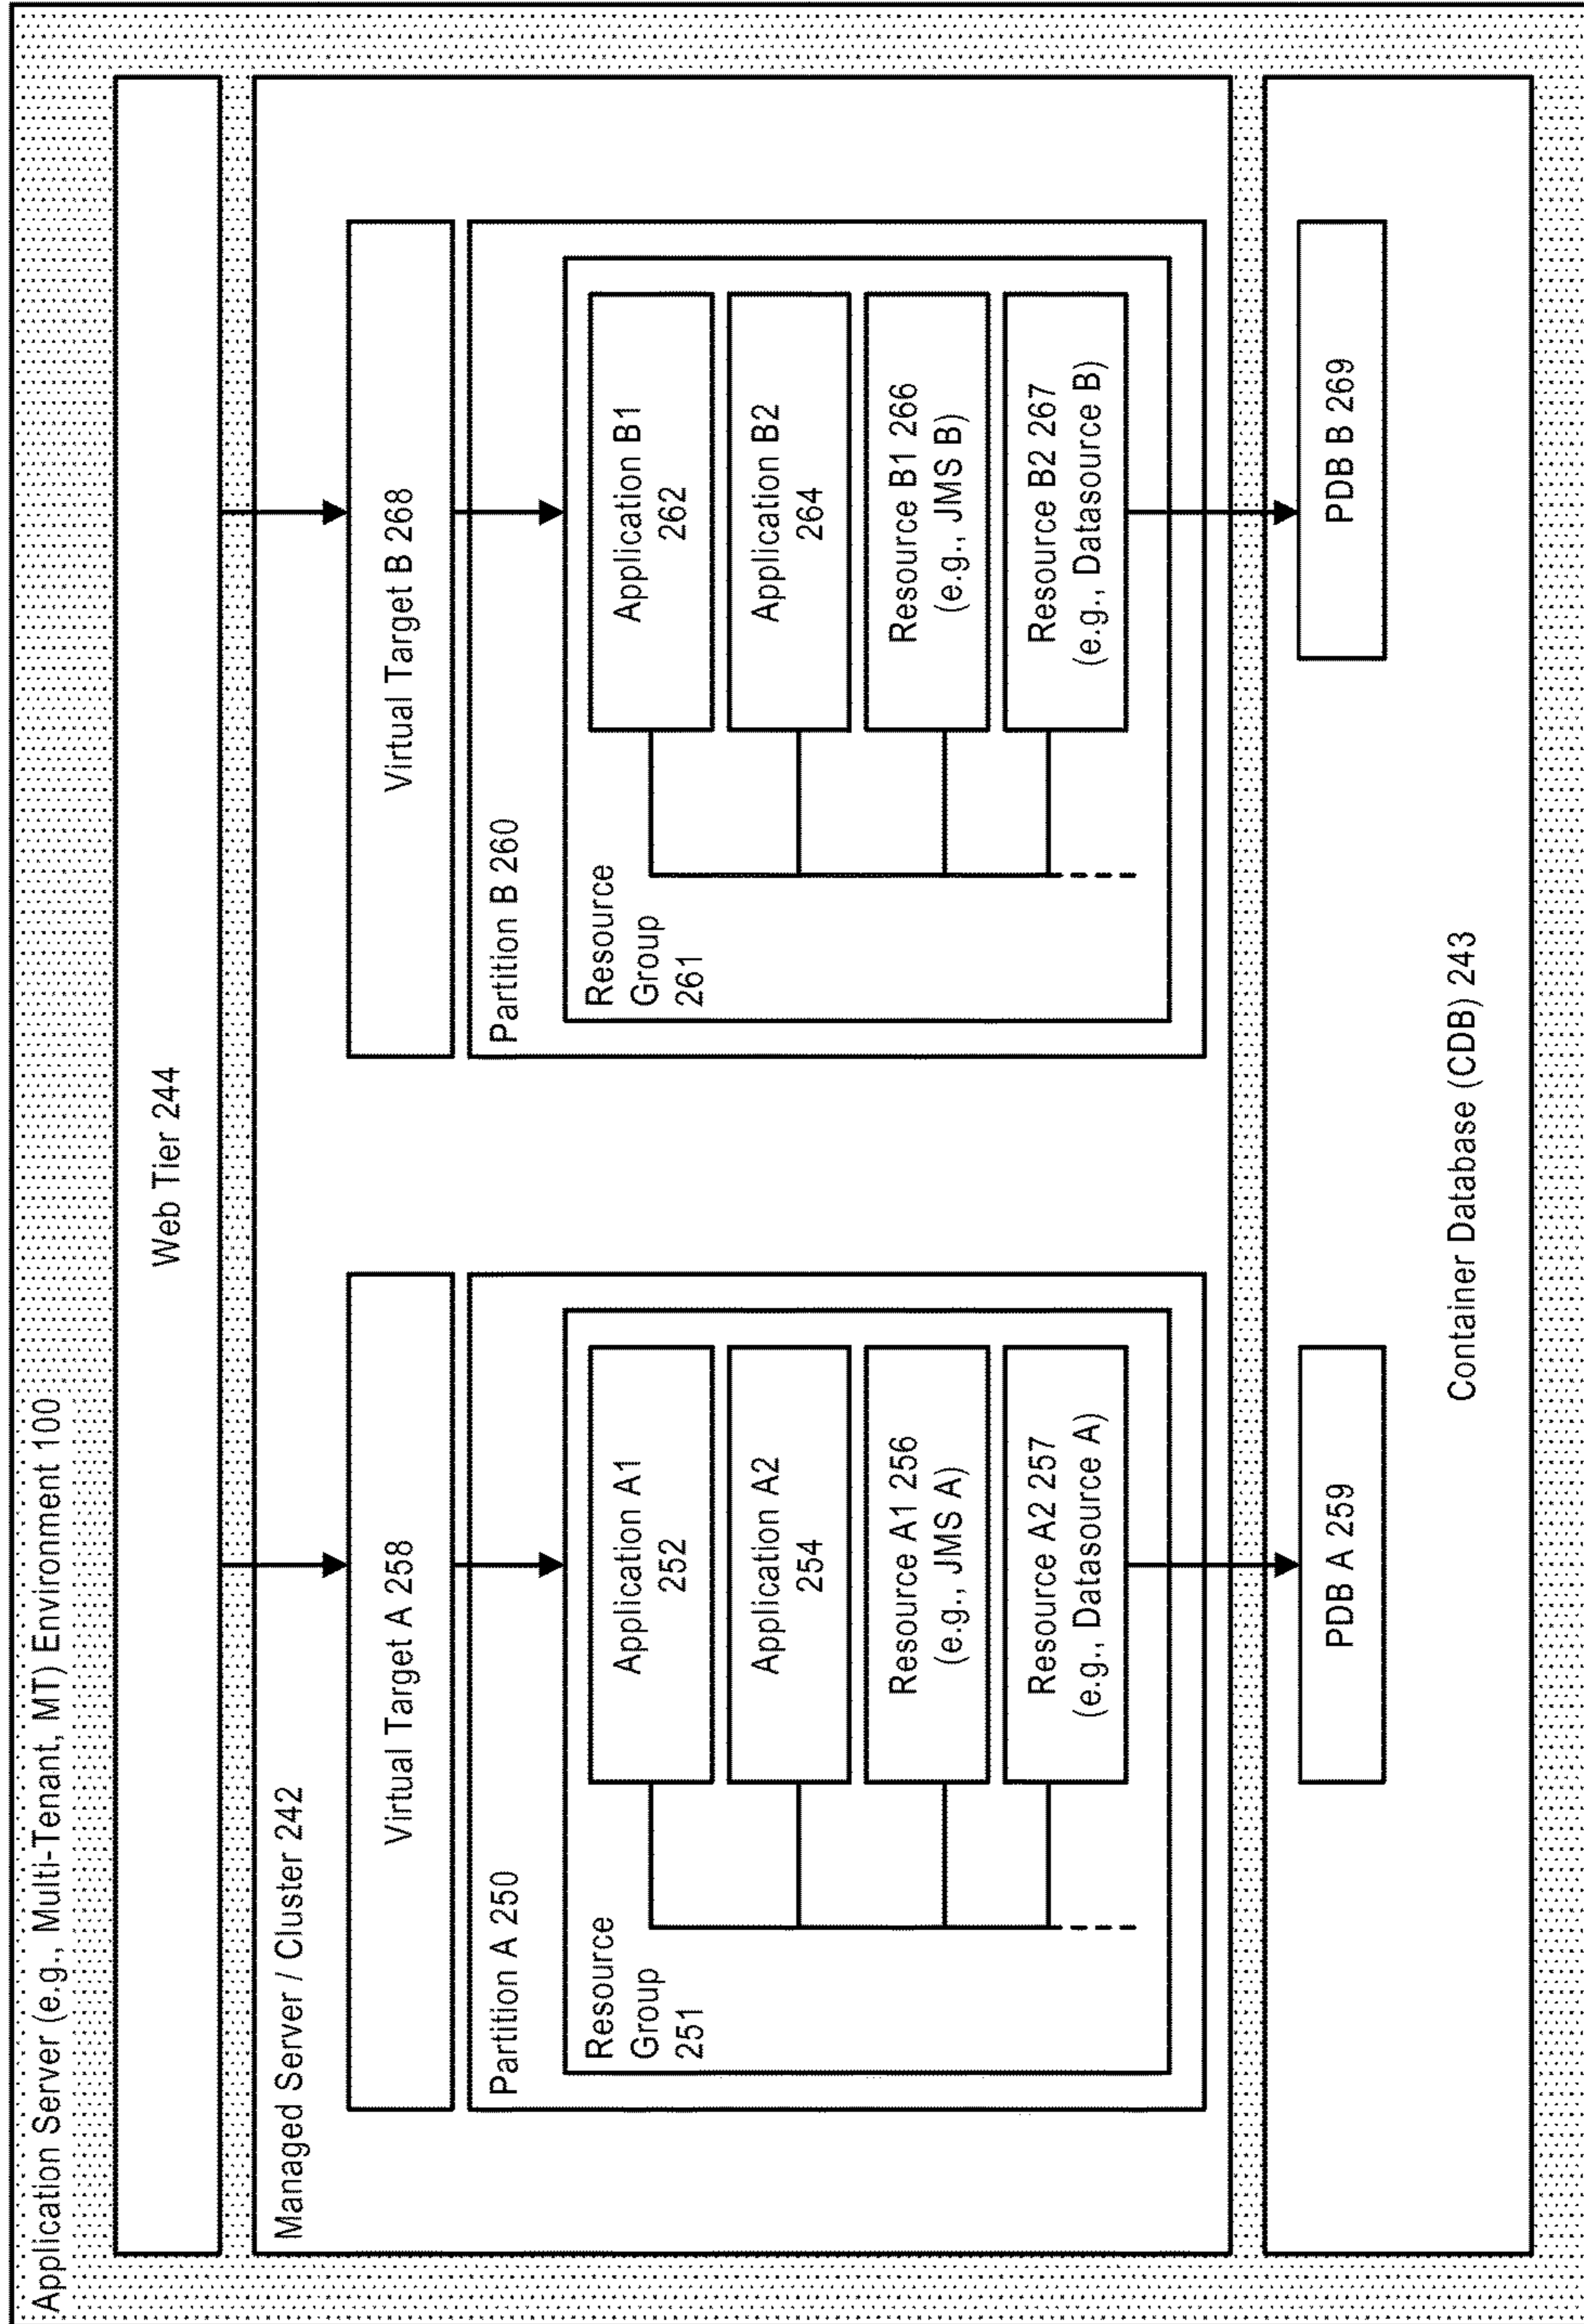 Application Server (e.g., Multi-Tenant, MT) Environment 100
Web Tier 244
Managed Server / Cluster 242
Virtual Target A 258
Partition A 250
Resource
Group
251
Application A1
252
Application A2
254
Resource A1 256
(e.g., JMS A)
Resource A2 257
(e.g., Datasource A)
Virtual Target B 268
Partition B 260
Resource
Group
261
Application B1
262
Application B2
264
Resource B1 266
(e.g., JMS B)
Resource B2 267
(e.g., Datasource B)
PDB A 259
PDB B 269
Container Database (CDB) 243